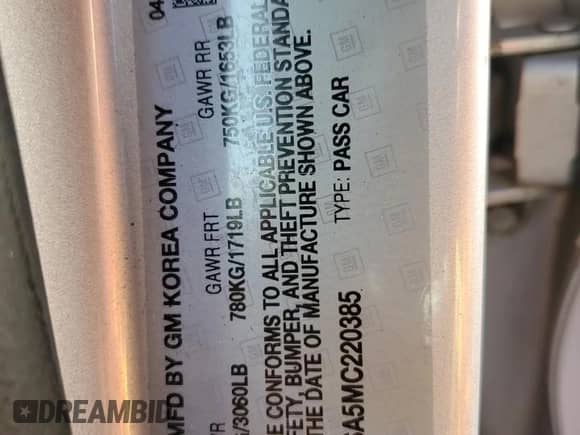 04
MFD BY GM KOREA COMPANY
GAWR FRT GAWR RR
/3060LB 780KG/1719LB 750KG/1653LB
E CONFORMS TO ALL APPLICABLE U.S. FEDERAL
FETY, BUMPER, AND THEFT PREVENTION STANDA
THE DATE OF MANUFACTURE SHOWN ABOVE.
A5MC220385 TYPE: PASS CAR
GM
DREAMBID